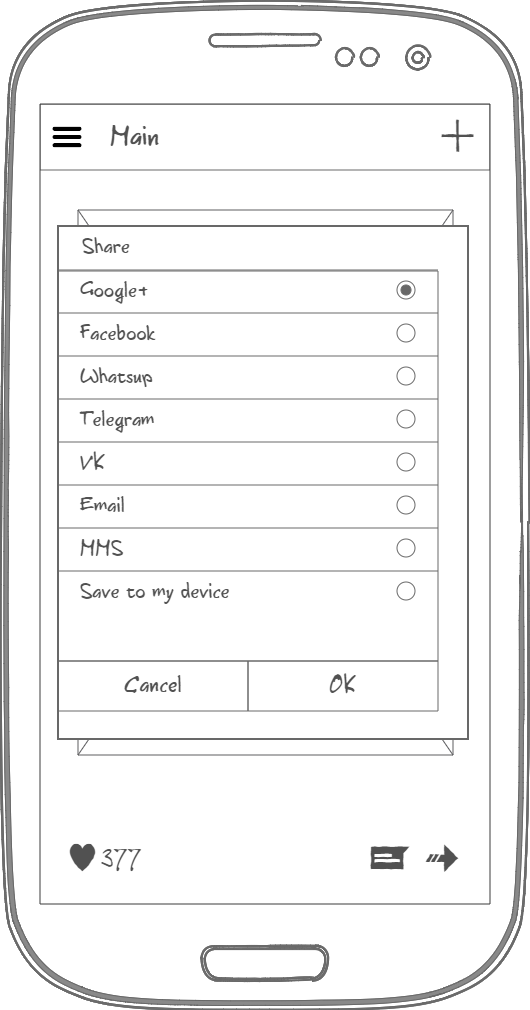 Main
Share
Google+
Facebook
Whatsup
Telegram
VK
Email
MMS
Save to my device
Cancel OK
377